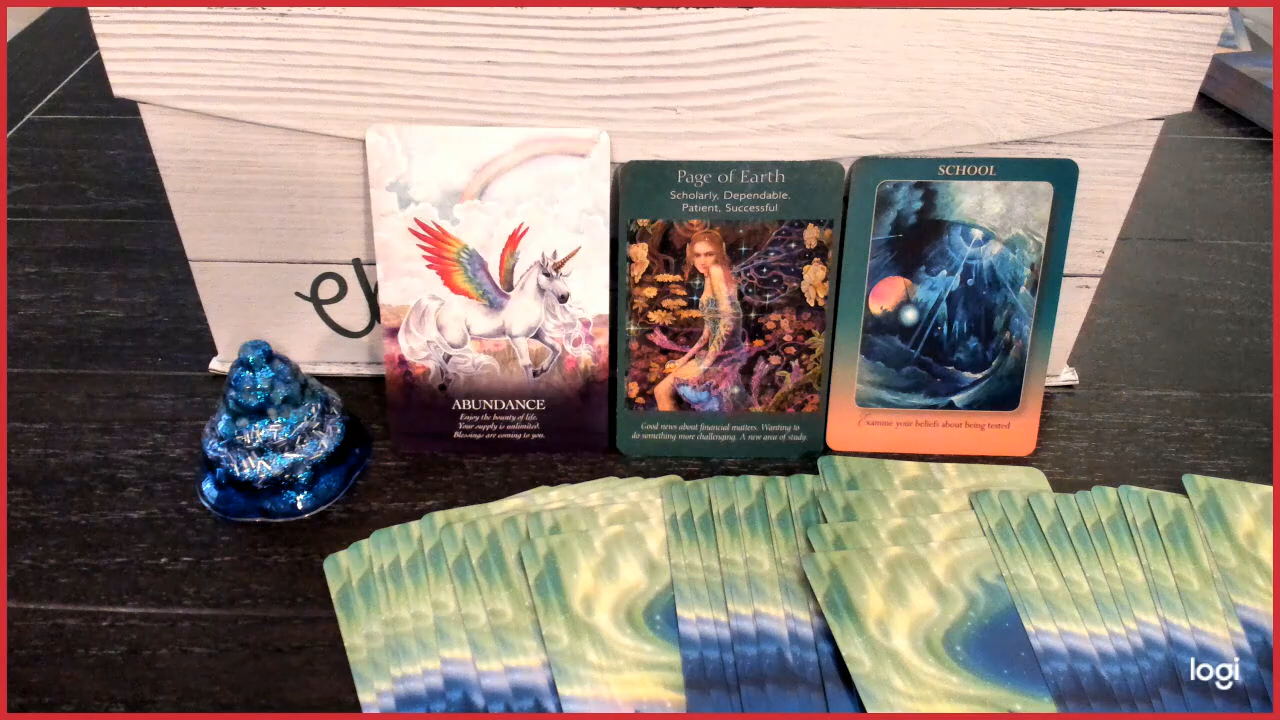 ABUNDANCE
Enjoy the bounty of life.
Your supply is unlimited.
Blessings are coming to you.
Page of Earth
Scholarly, Dependable,
Patient, Successful
Good news about financial matters. Wanting to
do something more challenging. A new area of study.
SCHOOL
Examine your beliefs about being tested
logi